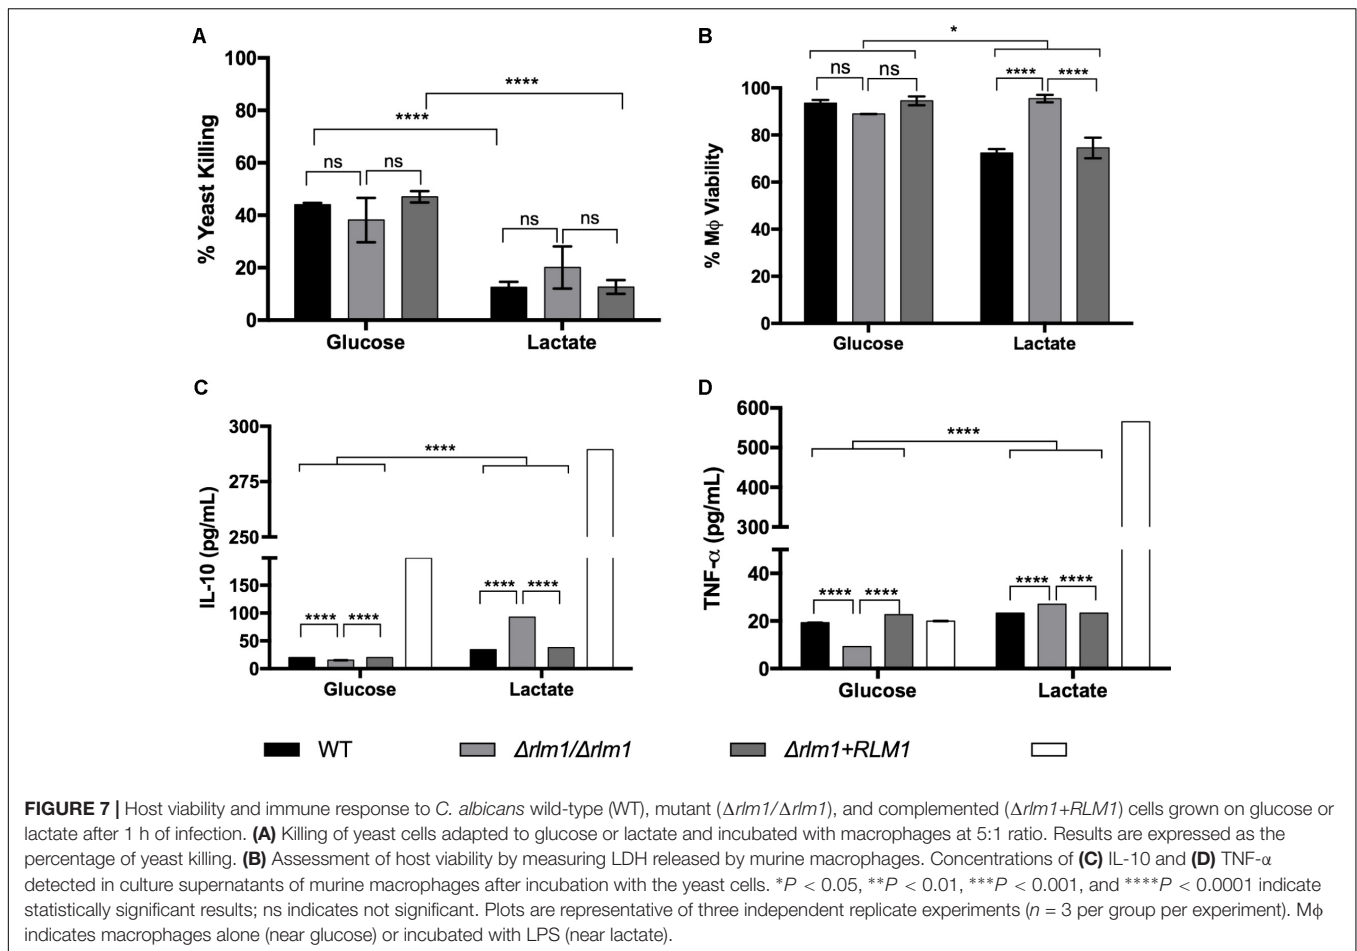 A
100
80
60
40
20
0
% Yeast Killing
ns
ns
****
****
ns
ns
Glucose
Lactate
B
100
80
60
40
20
0
% Mϕ Viability
*
ns
ns
****
****
Glucose
Lactate
C
300
275
250
150
100
50
0
IL-10 (pg/mL)
****
****
****
****
****
Glucose
Lactate
D
600
500
400
300
40
20
0
TNF-α (pg/mL)
****
****
****
****
****
Glucose
Lactate
WT
Δrlm1/Δrlm1
Δrlm1+RLM1
FIGURE 7 | Host viability and immune response to C. albicans wild-type (WT), mutant (Δrlm1/Δrlm1), and complemented (Δrlm1+RLM1) cells grown on glucose or
lactate after 1 h of infection. (A) Killing of yeast cells adapted to glucose or lactate and incubated with macrophages at 5:1 ratio. Results are expressed as the
percentage of yeast killing. (B) Assessment of host viability by measuring LDH released by murine macrophages. Concentrations of (C) IL-10 and (D) TNF-α
detected in culture supernatants of murine macrophages after incubation with the yeast cells. *P < 0.05, **P < 0.01, ***P < 0.001, and ****P < 0.0001 indicate
statistically significant results; ns indicates not significant. Plots are representative of three independent replicate experiments (n = 3 per group per experiment). Mϕ
indicates macrophages alone (near glucose) or incubated with LPS (near lactate).